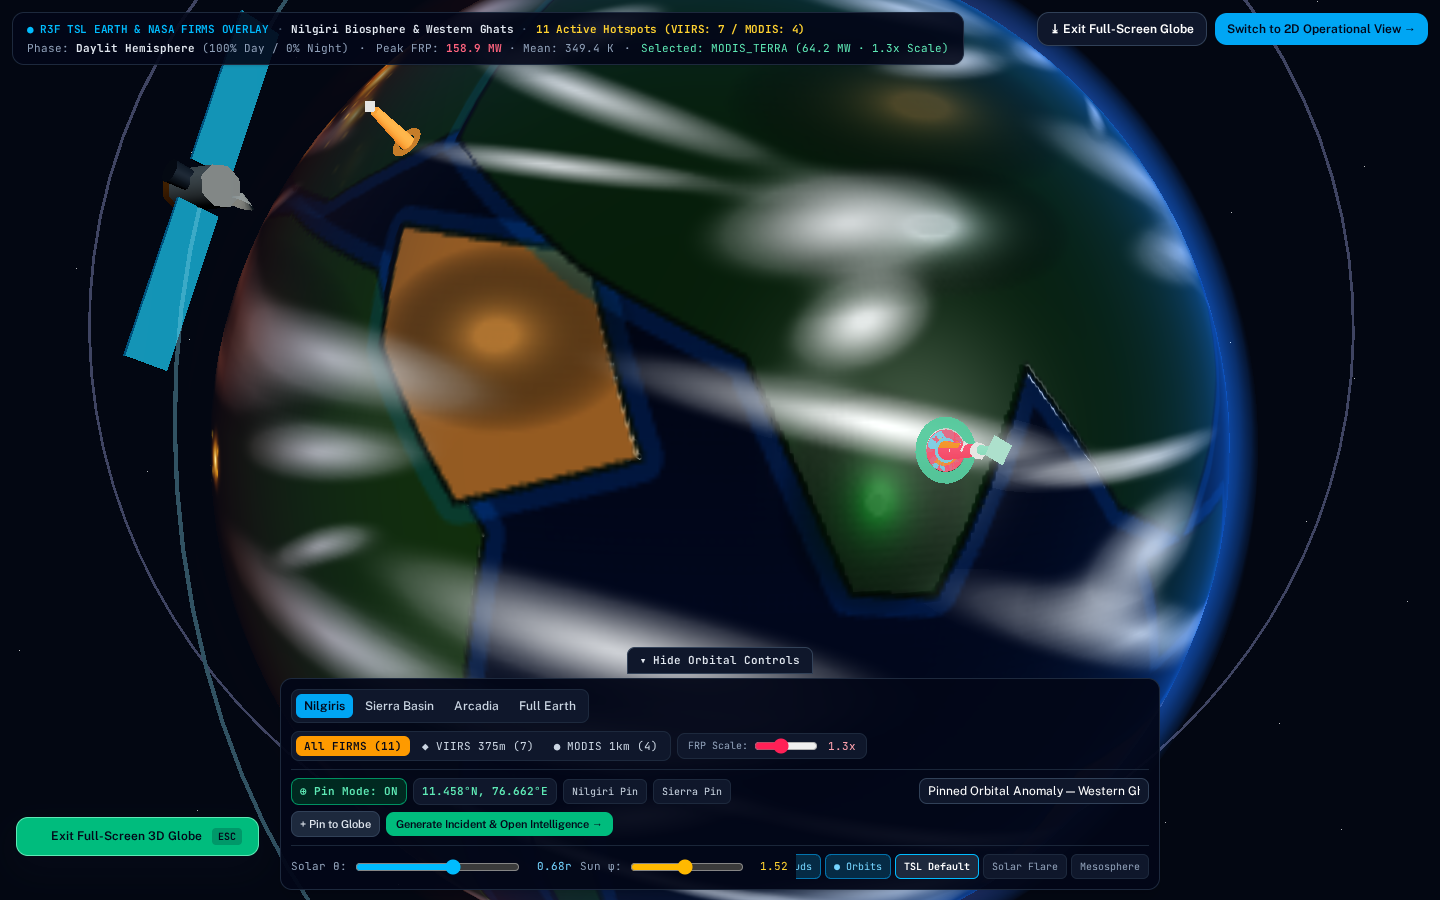 ● R3F TSL EARTH & NASA FIRMS OVERLAY · Nilgiri Biosphere & Western Ghats · 11 Active Hotspots (VIIRS: 7 / MODIS: 4)
Phase: Daylit Hemisphere (100% Day / 0% Night) · Peak FRP: 158.9 MW · Mean: 349.4 K · Selected: MODIS_TERRA (64.2 MW · 1.3x Scale)
⤓ Exit Full-Screen Globe
Switch to 2D Operational View →
▾ Hide Orbital Controls
Nilgiris Sierra Basin Arcadia Full Earth
All FIRMS (11) ◆ VIIRS 375m (7) ● MODIS 1km (4) FRP Scale: 1.3x
⊕ Pin Mode: ON 11.458°N, 76.662°E Nilgiri Pin Sierra Pin Pinned Orbital Anomaly — Western Gh
+ Pin to Globe Generate Incident & Open Intelligence →
Exit Full-Screen 3D Globe ESC
Solar θ: 0.68r Sun φ: 1.52 uds ● Orbits TSL Default Solar Flare Mesosphere